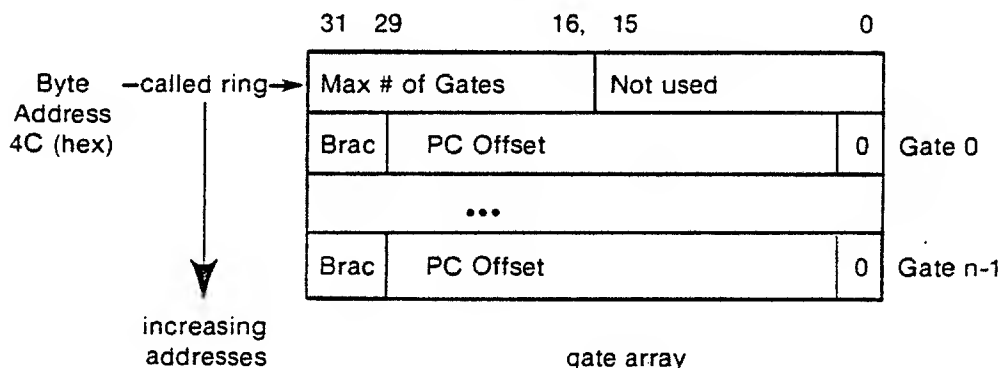 31 29 16, 15 0
Byte Address 4C (hex)
called ring
Max # of Gates Not used
Brac PC Offset 0 Gate 0
•••
Brac PC Offset 0 Gate n-1
increasing addresses
gate array